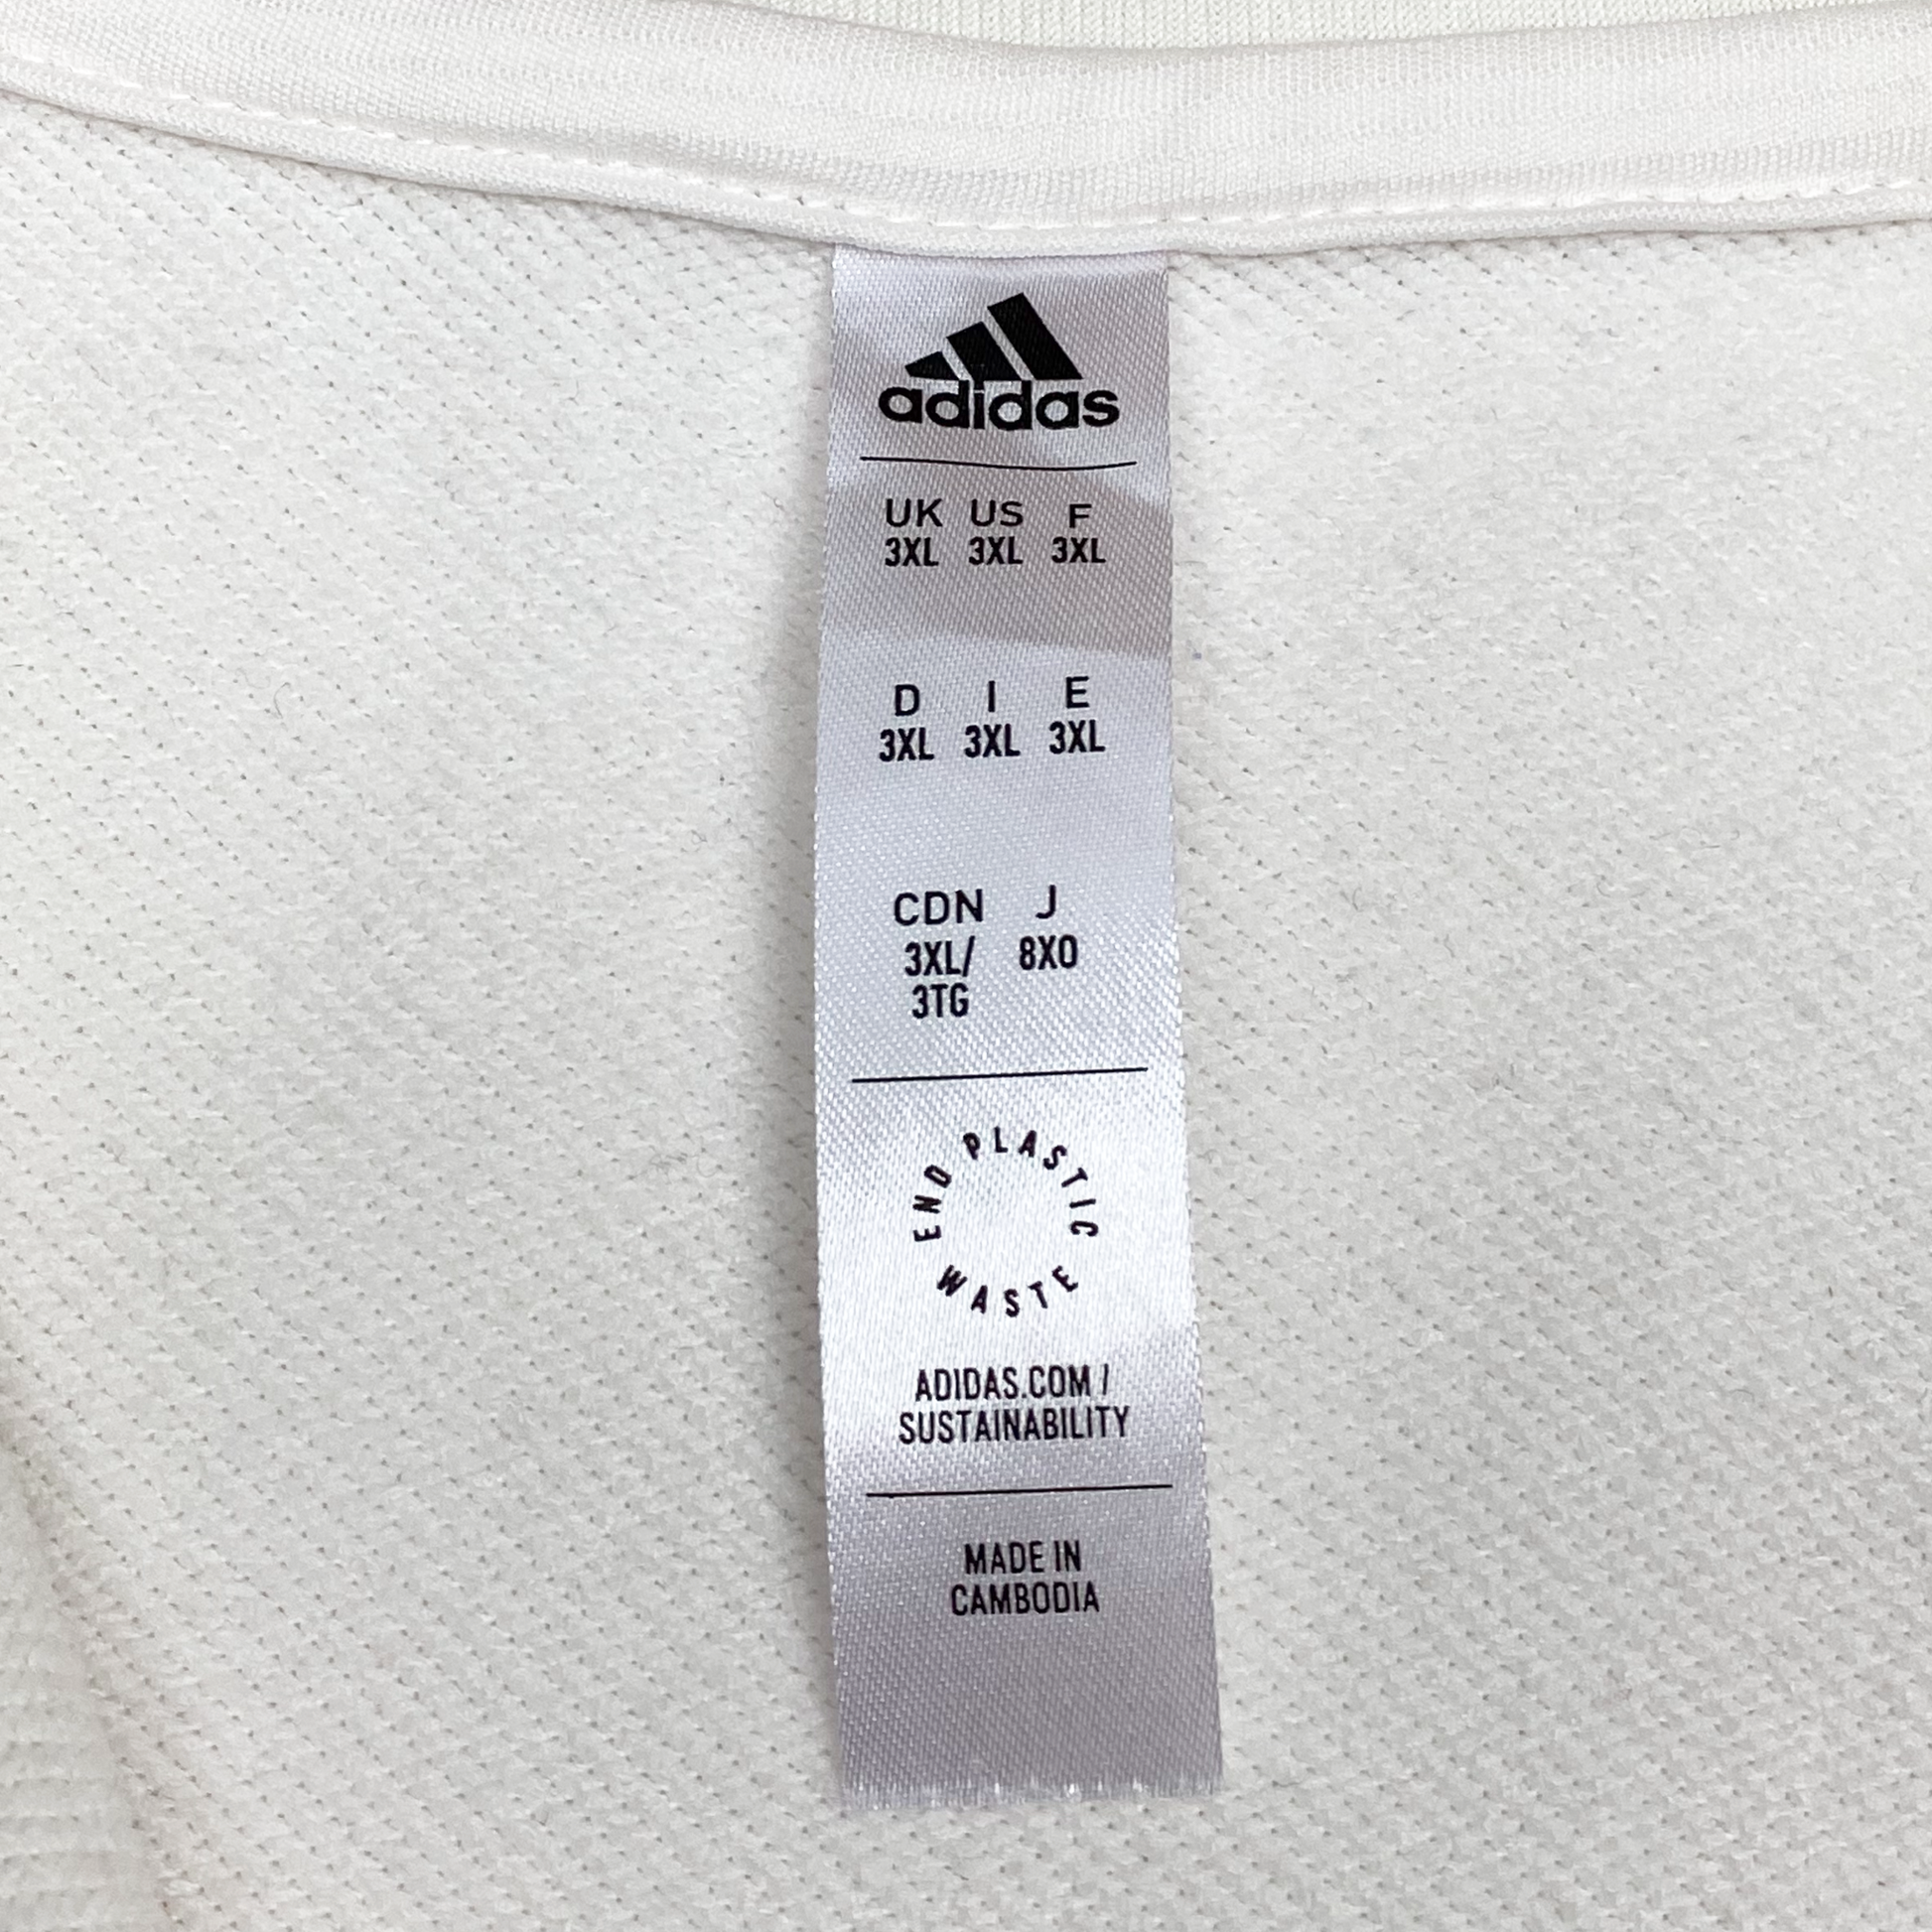 adidas
UK US F
3XL 3XL 3XL
D I E
3XL 3XL 3XL
CDN J
3XL/ 8XO
3TG
END PLASTIC WASTE
ADIDAS.COM /
SUSTAINABILITY
MADE IN
CAMBODIA